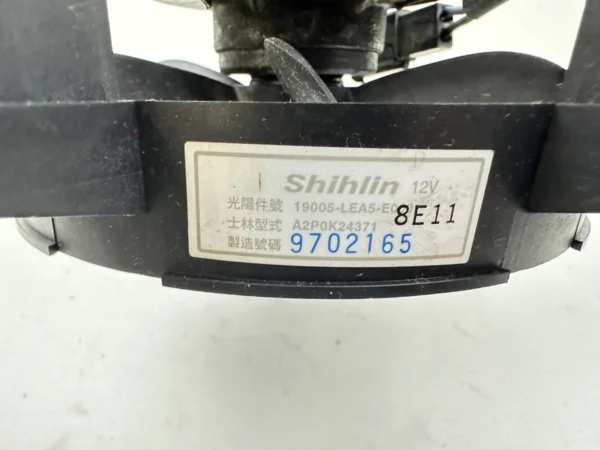 Shihlin 12V
光陽件號 19005-LEA5-E
士林型式 A2P0K24371 8E11
製造號碼 9702165